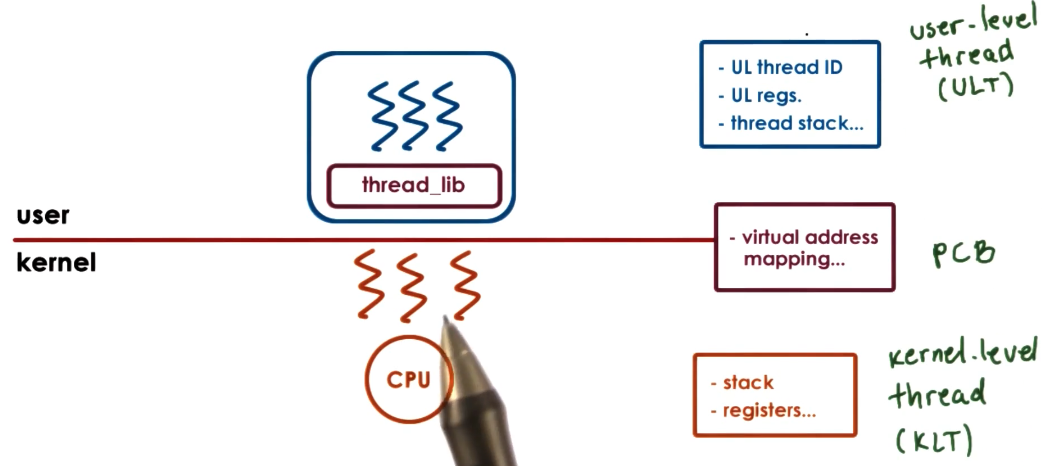 user-level
thread
(ULT)
- UL thread ID
- UL regs.
- thread stack...
thread_lib
user
kernel
- virtual address
mapping...
PCB
CPU
- stack
- registers...
kernel-level
thread
(KLT)